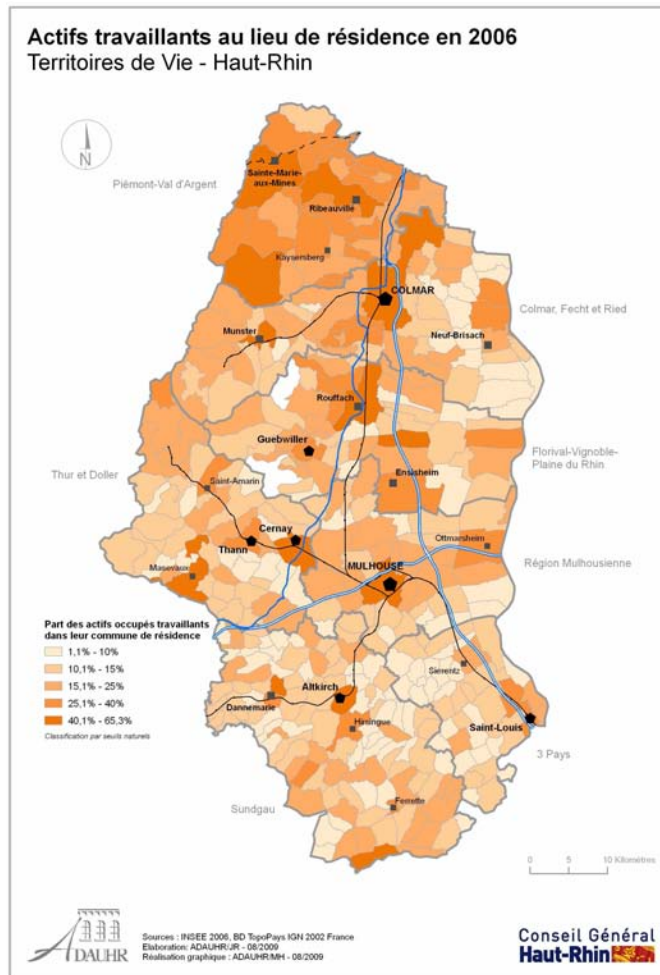 Actifs travaillants au lieu de résidence en 2006
Territoires de Vie - Haut-Rhin
N
Piémont-Val d'Argent
Sainte-Marie-
aux-Mines
Ribeauville
Kaysersberg
COLMAR
Colmar, Fecht et Ried
Munster
Neuf-Brisach
Rouffach
Guebwiller
Florival-Vignoble-
Plaine du Rhin
Thur et Doller
Saint-Amarin
Ensisheim
Cernay
Thann
Ottmarsheim
Région Mulhousienne
Masevaux
MULHOUSE
Part des actifs occupés travaillants
dans leur commune de résidence
1,1% - 10%
10,1% - 15%
15,1% - 25%
25,1% - 40%
40,1% - 65,3%
Classification par seuils naturels
Sierentz
Altkirch
Dannemarie
Hirsingue
Saint-Louis
3 Pays
Sundgau
Ferrette
0 5 10 Kilomètres
ADAUHR
Sources : INSEE 2006, BD TopoPays IGN 2002 France
Elaboration: ADAUHR/JR - 08/2009
Réalisation graphique : ADAUHR/MH - 08/2009
Conseil Général
Haut-Rhin